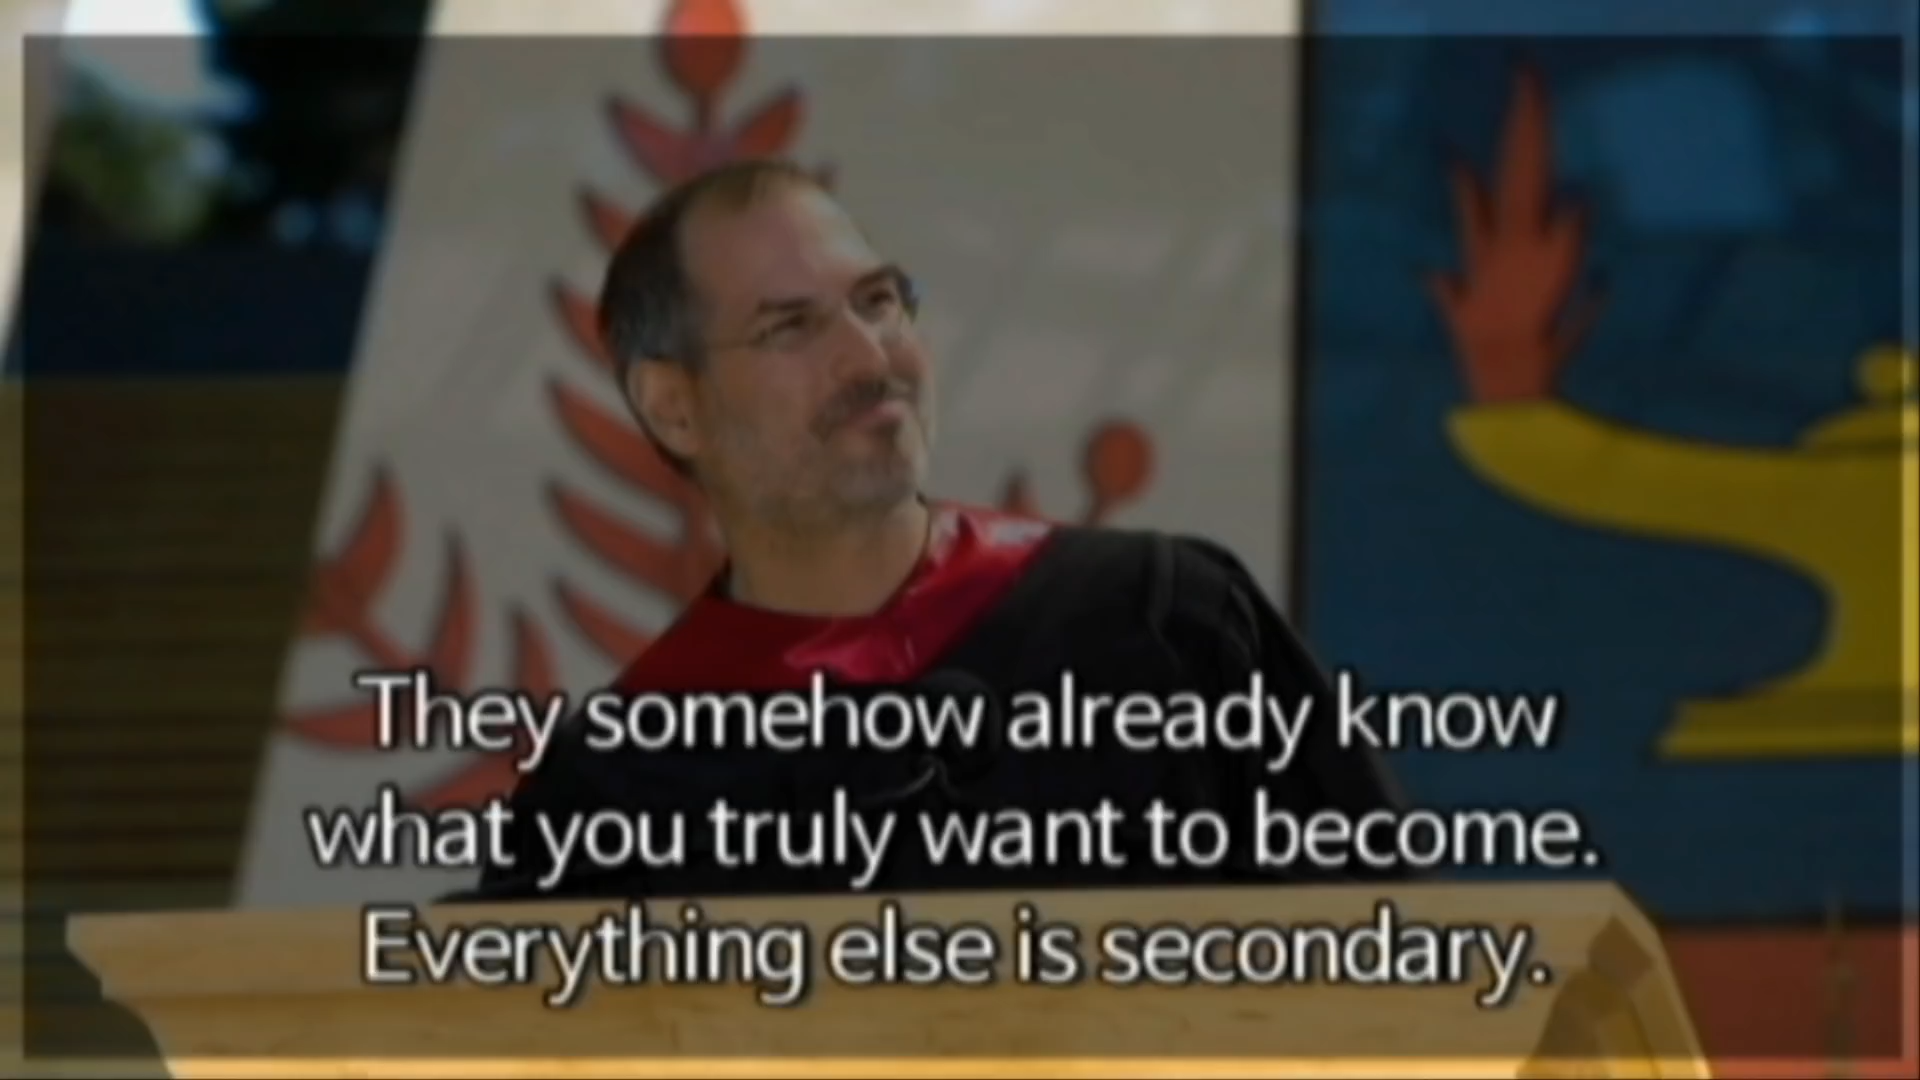 They somehow already know
what you truly want to become.
Everything else is secondary.